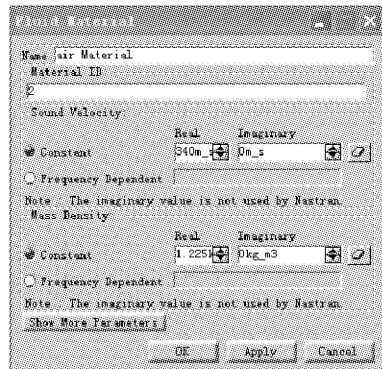 Fluid Material
Name air Material
Material ID
2
Sound Velocity:
Real Imaginary
Constant 340m_s 0m_s
Frequency Dependent
Note : The imaginary value is not used by Nastran.
Mass Density
Real Imaginary
Constant 1.225k 0kg_m3
Frequency Dependent
Note : The imaginary value is not used by Nastran.
Show More Parameters
OK Apply Cancel